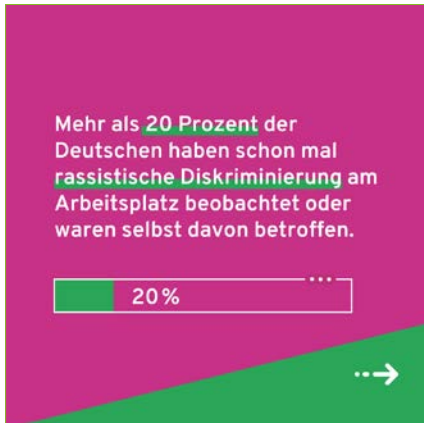 Mehr als 20 Prozent der
Deutschen haben schon mal
rassistische Diskriminierung am
Arbeitsplatz beobachtet oder
waren selbst davon betroffen.
20%